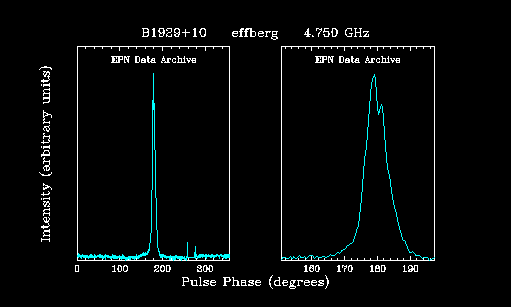 B1929+10 effberg 4.750 GHz
EPN Data Archive EPN Data Archive
Intensity (arbitrary units)
0 100 200 300 160 170 180 190
Pulse Phase (degrees)